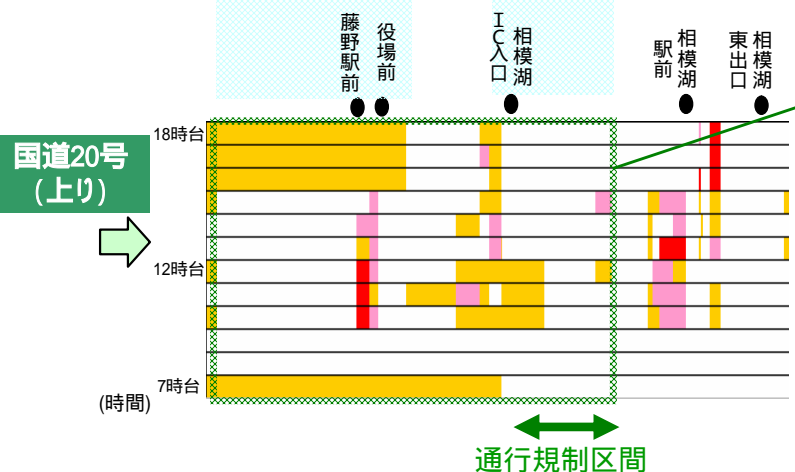 藤野駅前
役場前
相模湖
IC入口
相模湖
駅前
相模湖
東出口
国道20号
(上り)
18時台
12時台
7時台
(時間)
通行規制区間